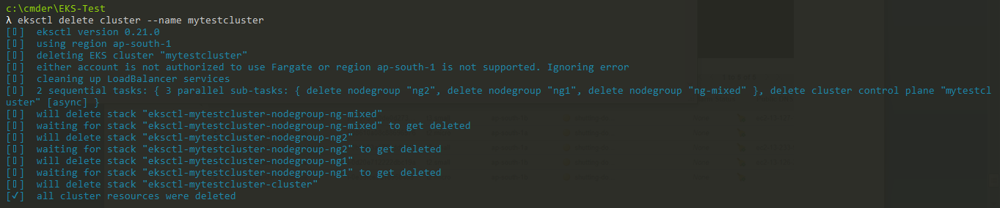 c:\cmder\EKS-Test
λ eksctl delete cluster --name mytestcluster
[▯]  eksctl version 0.21.0
[▯]  using region ap-south-1
[▯]  deleting EKS cluster "mytestcluster"
[▯]  either account is not authorized to use Fargate or region ap-south-1 is not supported. Ignoring error
[▯]  cleaning up LoadBalancer services
[▯]  2 sequential tasks: { 3 parallel sub-tasks: { delete nodegroup "ng2", delete nodegroup "ng1", delete nodegroup "ng-mixed" }, delete cluster control plane "mytestcl
uster" [async] }
[▯]  will delete stack "eksctl-mytestcluster-nodegroup-ng-mixed"
[▯]  waiting for stack "eksctl-mytestcluster-nodegroup-ng-mixed" to get deleted
[▯]  will delete stack "eksctl-mytestcluster-nodegroup-ng2"
[▯]  waiting for stack "eksctl-mytestcluster-nodegroup-ng2" to get deleted
[▯]  will delete stack "eksctl-mytestcluster-nodegroup-ng1"
[▯]  waiting for stack "eksctl-mytestcluster-nodegroup-ng1" to get deleted
[▯]  will delete stack "eksctl-mytestcluster-cluster"
[✓]  all cluster resources were deleted